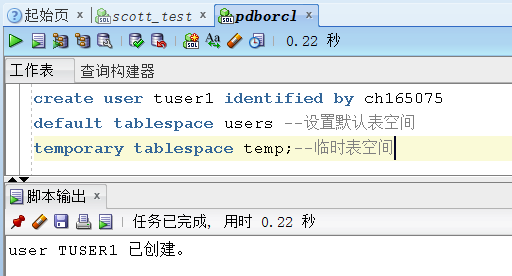 起始页 scott_test pdborcl
0.22 秒
工作表 查询构建器
create user tuser1 identified by ch165075
default tablespace users --设置默认表空间
temporary tablespace temp;--临时表空间
脚本输出
任务已完成, 用时 0.22 秒
user TUSER1 已创建。